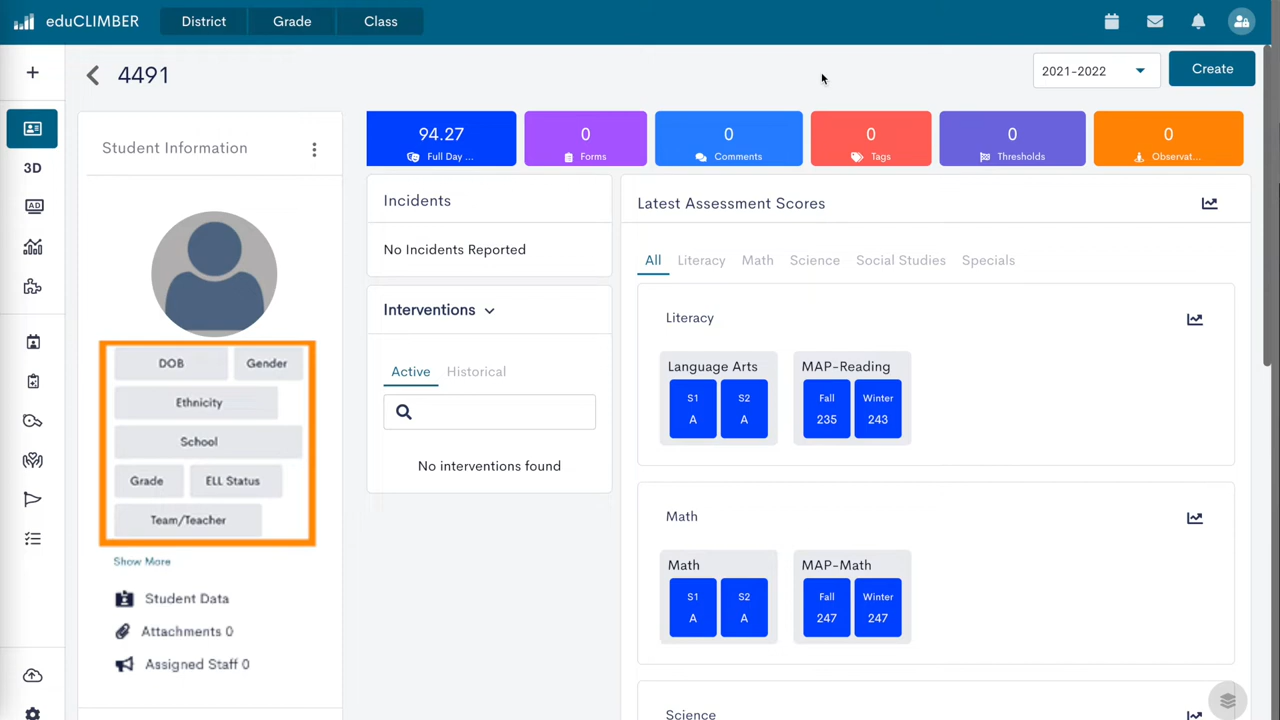 eduCLIMBER
District Grade Class
4491
2021-2022
Create
3D
AD
Student Information
DOB Gender
Ethnicity
School
Grade ELL Status
Team/Teacher
Show More
Student Data
Attachments 0
Assigned Staff 0
94.27
Full Day ...
0
Forms
0
Comments
0
Tags
0
Thresholds
0
Observat...
Incidents
No Incidents Reported
Interventions
Active Historical
No interventions found
Latest Assessment Scores
All Literacy Math Science Social Studies Specials
Literacy
Language Arts
S1 S2
A A
MAP-Reading
Fall Winter
235 243
Math
Math
S1 S2
A A
MAP-Math
Fall Winter
247 247
Science